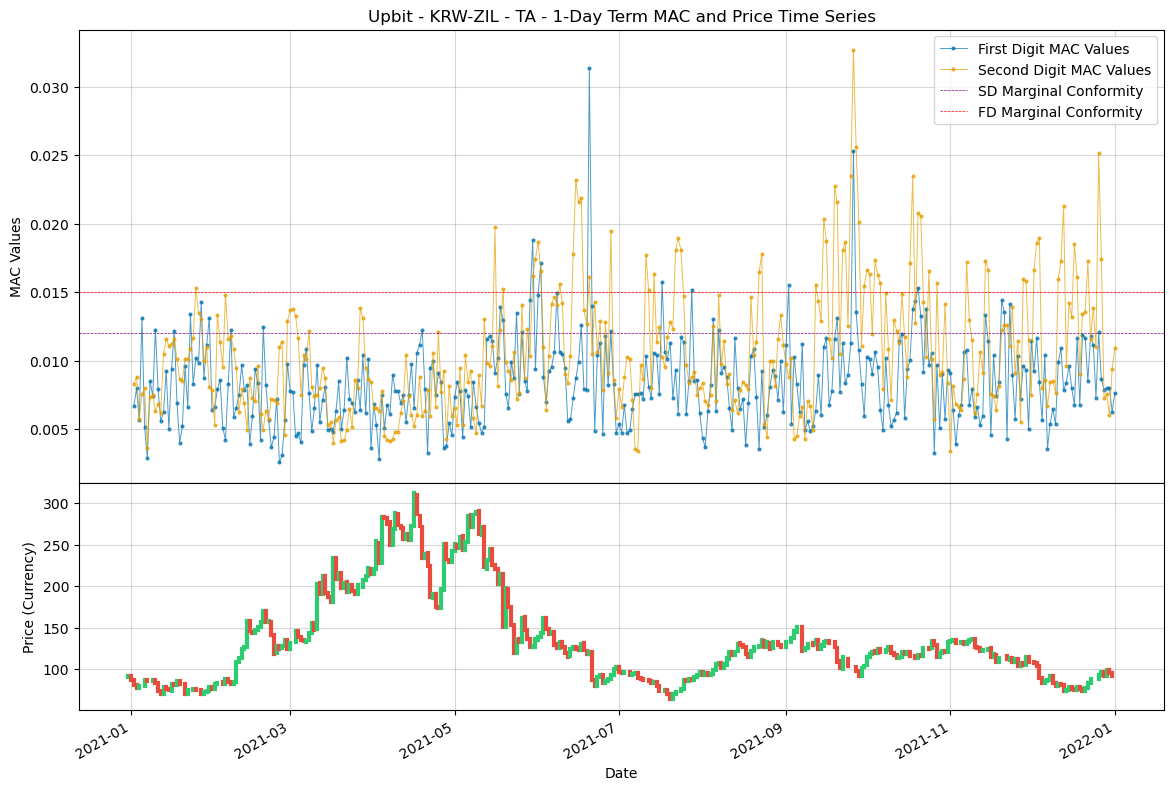 Upbit - KRW-ZIL - TA - 1-Day Term MAC and Price Time Series
First Digit MAC Values
Second Digit MAC Values
SD Marginal Conformity
FD Marginal Conformity
MAC Values
0.030
0.025
0.020
0.015
0.010
0.005
Price (Currency)
300
250
200
150
100
2021-01
2021-03
2021-05
2021-07
2021-09
2021-11
2022-01
Date